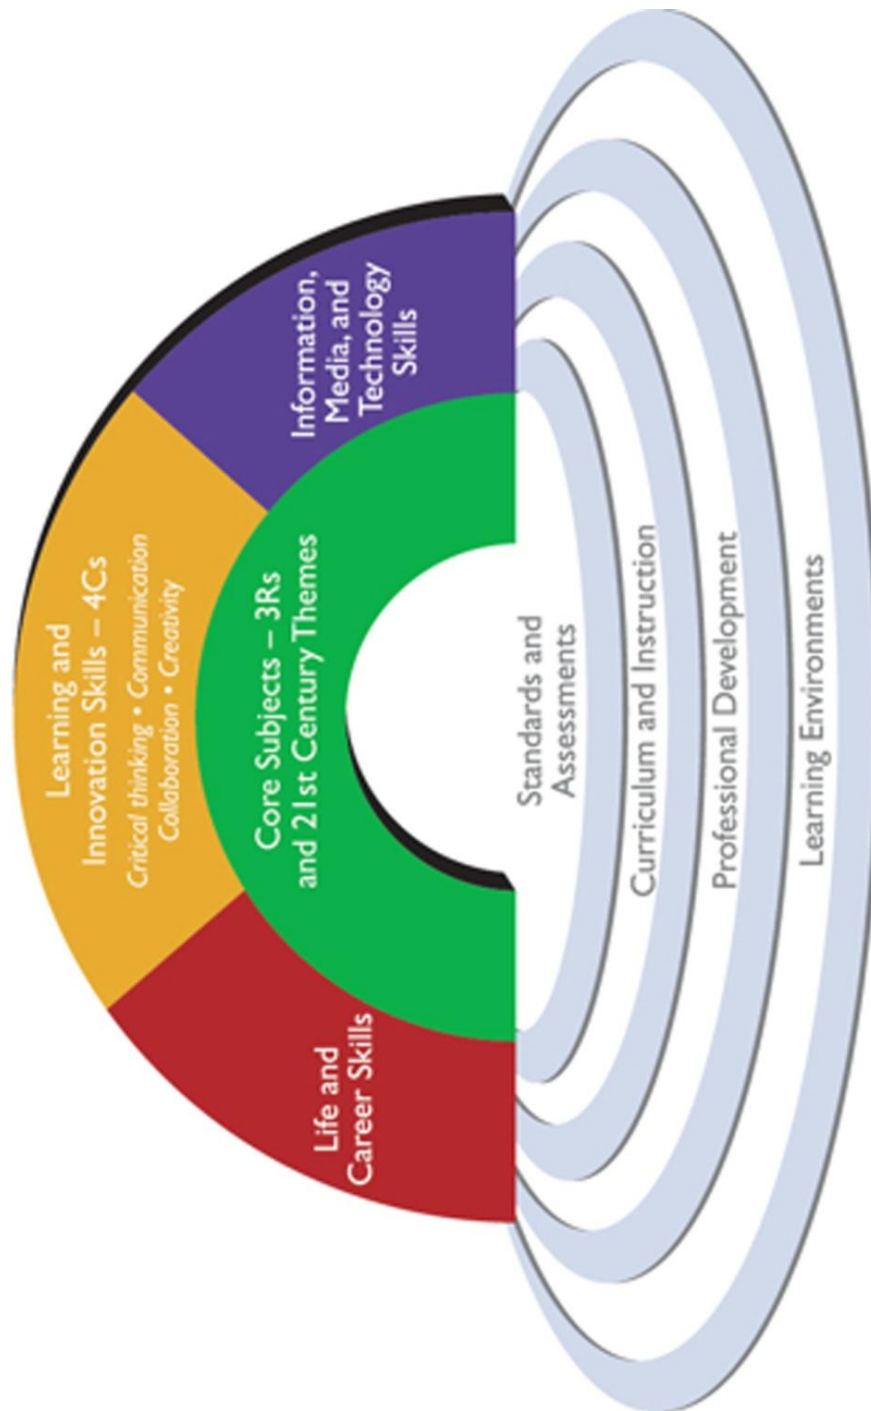 Learning and
Innovation Skills – 4Cs
Critical thinking • Communication
Collaboration • Creativity
Life and
Career Skills
Core Subjects – 3Rs
and 21st Century Themes
Information,
Media, and
Technology
Skills
Standards and
Assessments
Curriculum and Instruction
Professional Development
Learning Environments